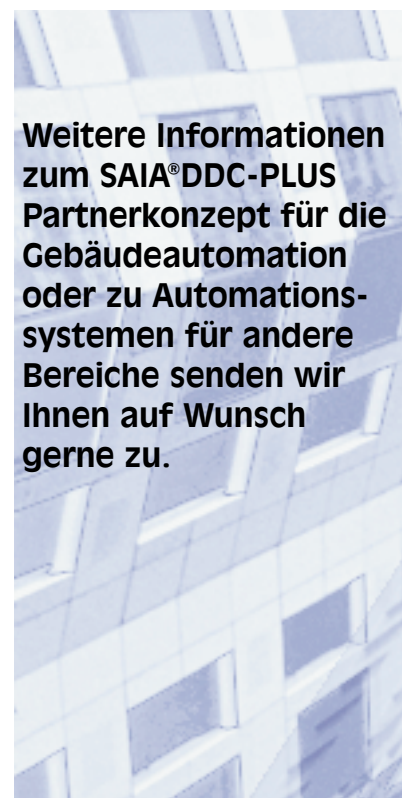 Weitere Informationen
zum SAIA®DDC-PLUS
Partnerkonzept für die
Gebäudeautomation
oder zu Automations-
systemen für andere
Bereiche senden wir
Ihnen auf Wunsch
gerne zu.